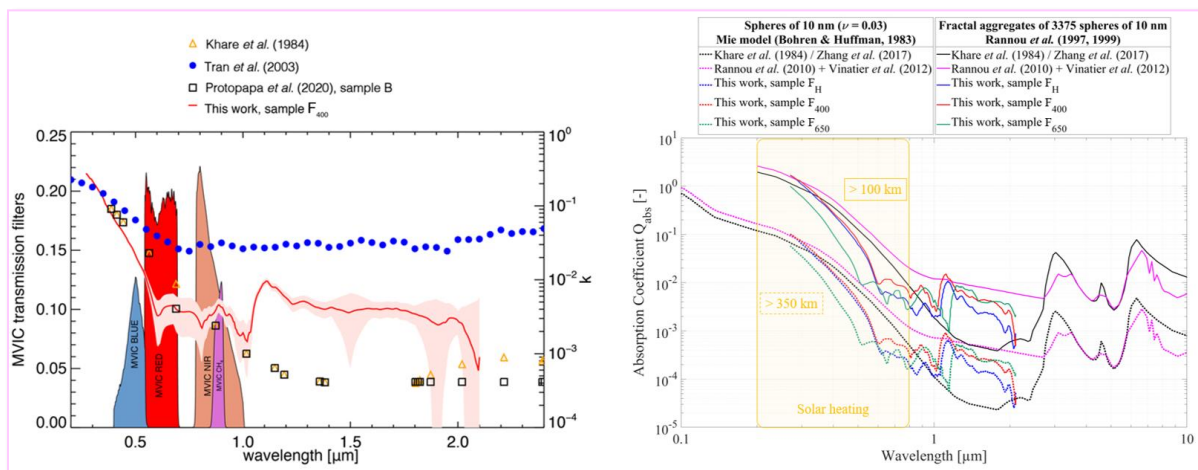 Khare et al. (1984)
Tran et al. (2003)
Protopapa et al. (2020), sample B
This work, sample F400
0.25
0.20
0.15
0.10
0.05
0.00
MVIC transmission filters
MVIC BLUE
MVIC RED
MVIC NIR
MVIC CH4
10^0
10^-1
10^-2
10^-3
10^-4
k
0.5 1.0 1.5 2.0
wavelength [μm]
Spheres of 10 nm (ν = 0.03)
Mie model (Bohren & Huffman, 1983)
Khare et al. (1984) / Zhang et al. (2017)
Rannou et al. (2010) + Vinatier et al. (2012)
This work, sample FH
This work, sample F400
This work, sample F650
Fractal aggregates of 3375 spheres of 10 nm
Rannou et al. (1997, 1999)
Khare et al. (1984) / Zhang et al. (2017)
Rannou et al. (2010) + Vinatier et al. (2012)
This work, sample FH
This work, sample F400
This work, sample F650
10^1
10^0
10^-1
10^-2
10^-3
10^-4
10^-5
Absorption Coefficient Qabs [-]
> 100 km
> 350 km
Solar heating
0.1 1 10
Wavelength [μm]